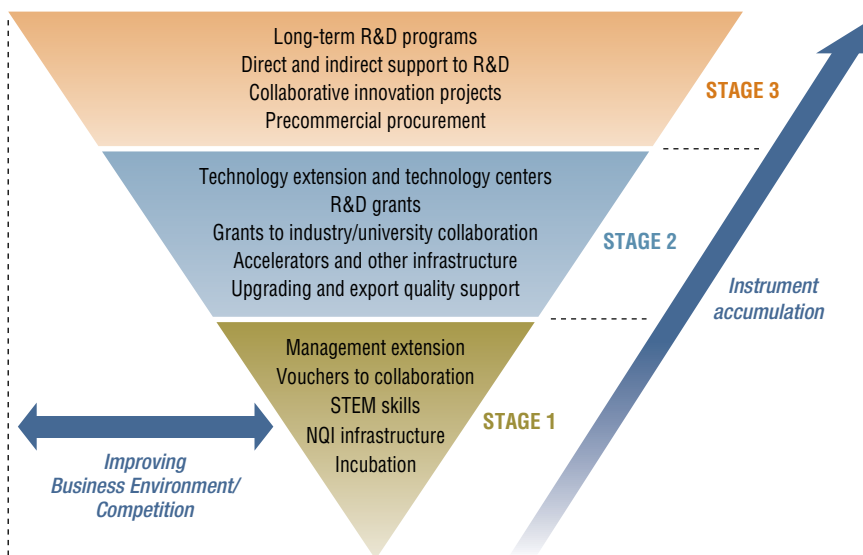 Long-term R&D programs
Direct and indirect support to R&D
Collaborative innovation projects
Precommercial procurement
STAGE 3
Technology extension and technology centers
R&D grants
Grants to industry/university collaboration
Accelerators and other infrastructure
Upgrading and export quality support
STAGE 2
Instrument
accumulation
Management extension
Vouchers to collaboration
STEM skills
NQI infrastructure
Incubation
STAGE 1
Improving
Business Environment/
Competition